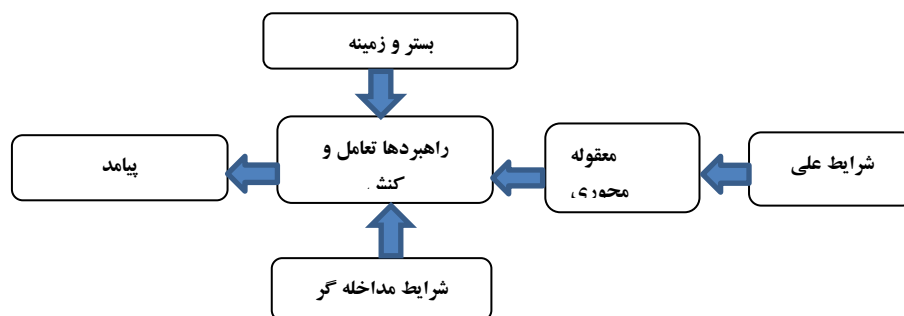 بستر و زمینه
شرایط علی
معقوله
محوری
راهبردها تعامل و
کنش
پیامد
شرایط مداخله گر